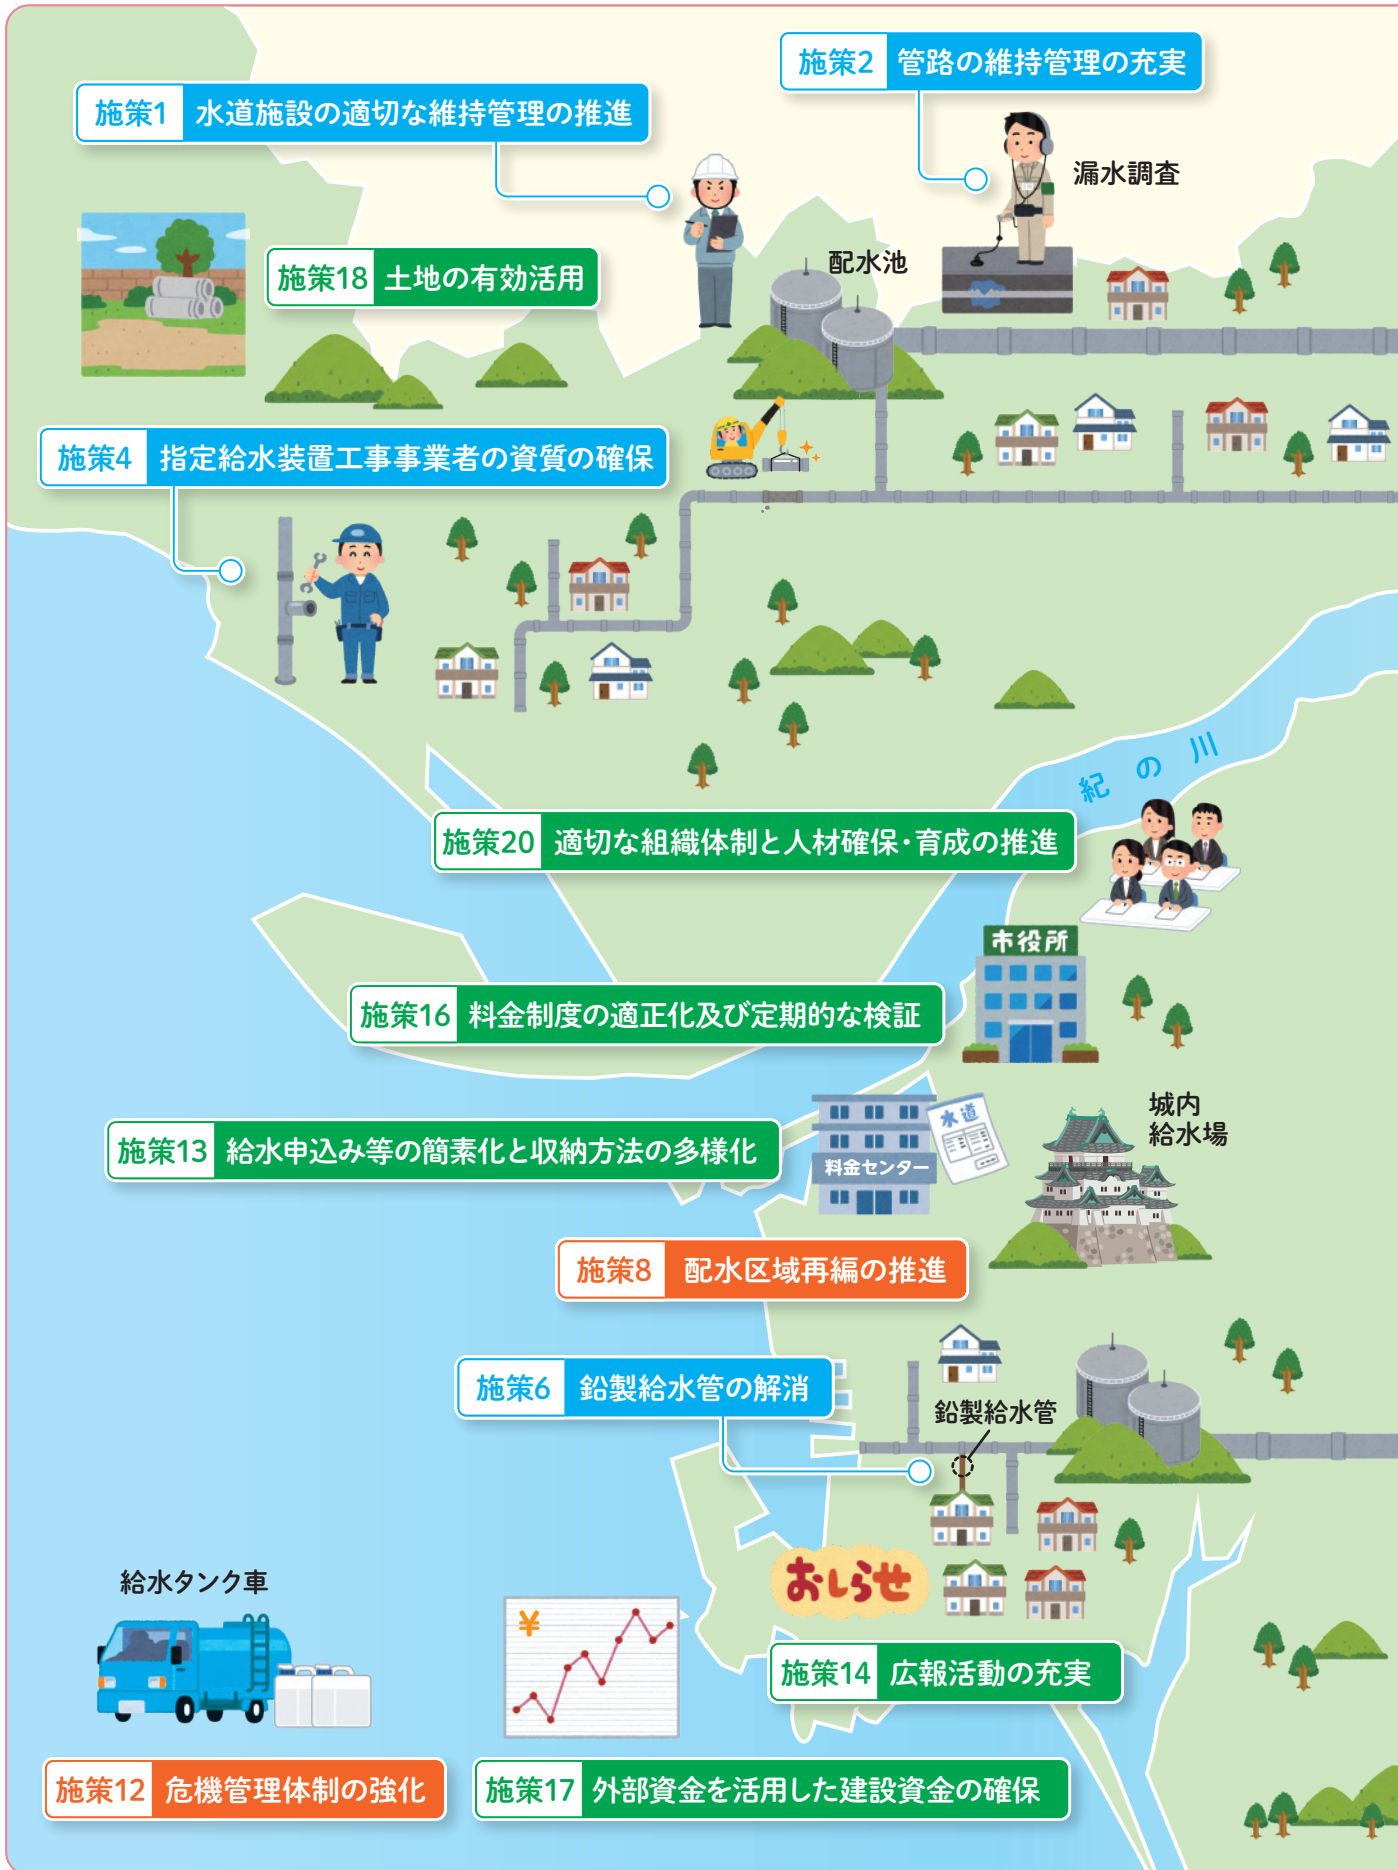 施策2 管路の維持管理の充実
施策1 水道施設の適切な維持管理の推進
漏水調査
配水池
施策18 土地の有効活用
施策4 指定給水装置工事事業者の資質の確保
紀の川
施策20 適切な組織体制と人材確保・育成の推進
市役所
施策16 料金制度の適正化及び定期的な検証
城内
給水場
水道
施策13 給水申込み等の簡素化と収納方法の多様化
料金センター
施策8 配水区域再編の推進
施策6 鉛製給水管の解消
鉛製給水管
おしらせ
給水タンク車
¥
施策14 広報活動の充実
施策12 危機管理体制の強化
施策17 外部資金を活用した建設資金の確保